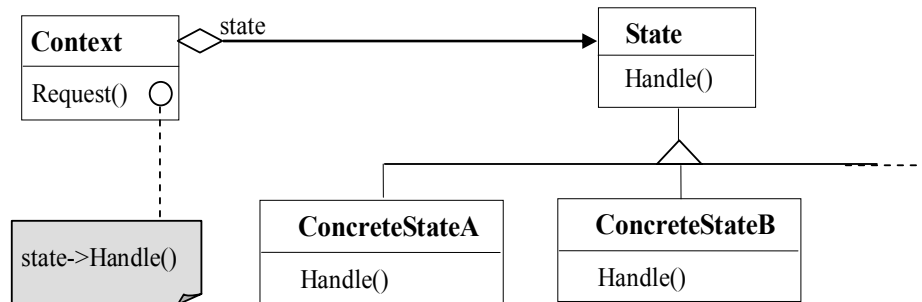 Context
Request()
state
State
Handle()
state->Handle()
ConcreteStateA
Handle()
ConcreteStateB
Handle()